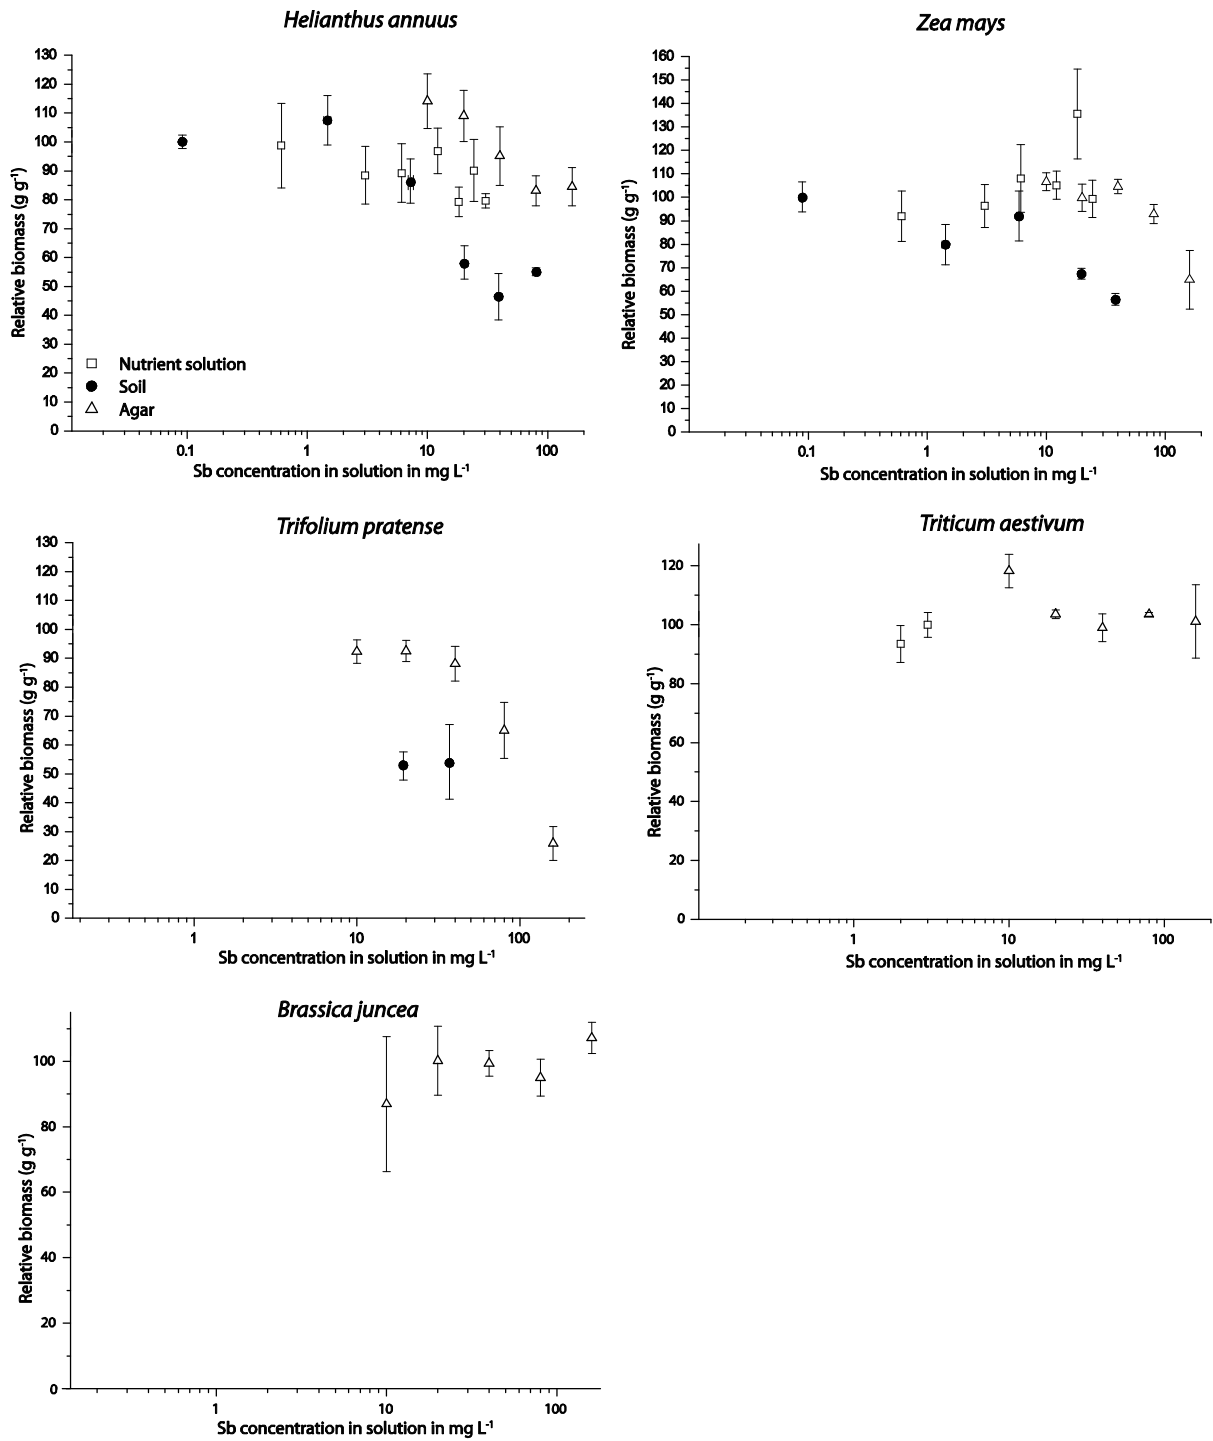 Helianthus annuus
130
120
110
100
90
80
70
60
50
40
30
20
10
0
Relative biomass (g g-1)
Nutrient solution
Soil
Agar
0.1 1 10 100
Sb concentration in solution in mg L-1
Zea mays
160
150
140
130
120
110
100
90
80
70
60
50
40
30
20
10
0
Relative biomass (g g-1)
0.1 1 10 100
Sb concentration in solution in mg L-1
Trifolium pratense
130
120
110
100
90
80
70
60
50
40
30
20
10
0
Relative biomass (g g-1)
1 10 100
Sb concentration in solution in mg L-1
Triticum aestivum
120
100
80
60
40
20
0
Relative biomass (g g-1)
1 10 100
Sb concentration in solution in mg L-1
Brassica juncea
100
80
60
40
20
0
Relative biomass (g g-1)
1 10 100
Sb concentration in solution in mg L-1